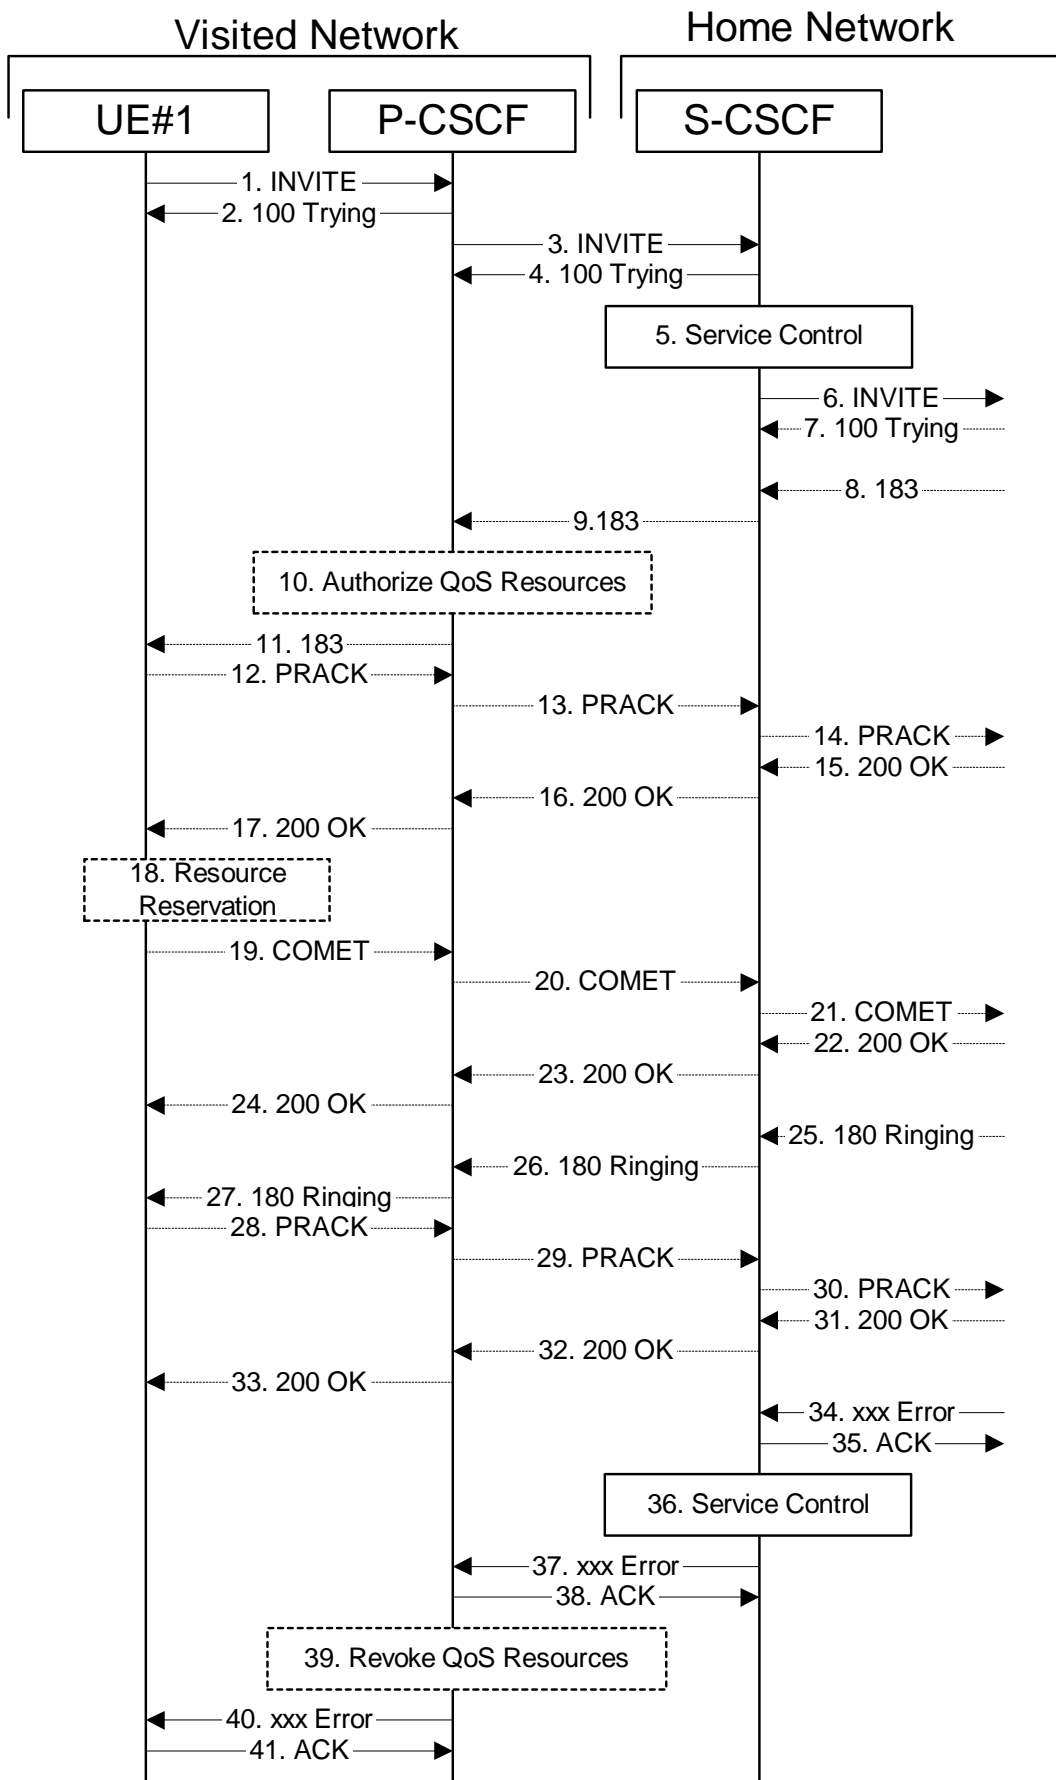 Visited Network
Home Network
UE#1
P-CSCF
S-CSCF
1. INVITE
2. 100 Trying
3. INVITE
4. 100 Trying
5. Service Control
6. INVITE
7. 100 Trying
8. 183
9.183
10. Authorize QoS Resources
11. 183
12. PRACK
13. PRACK
14. PRACK
15. 200 OK
16. 200 OK
17. 200 OK
18. Resource
Reservation
19. COMET
20. COMET
21. COMET
22. 200 OK
23. 200 OK
24. 200 OK
25. 180 Ringing
26. 180 Ringing
27. 180 Ringing
28. PRACK
29. PRACK
30. PRACK
31. 200 OK
32. 200 OK
33. 200 OK
34. xxx Error
35. ACK
36. Service Control
37. xxx Error
38. ACK
39. Revoke QoS Resources
40. xxx Error
41. ACK